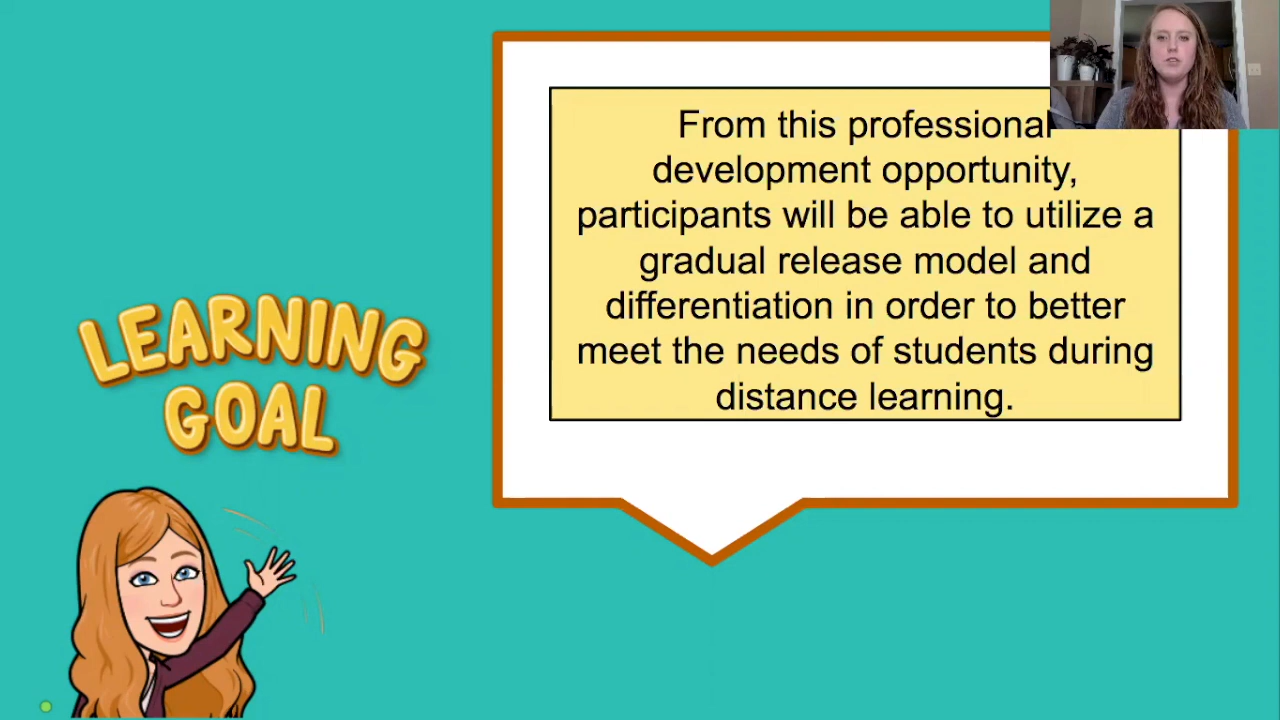 From this professional
development opportunity,
participants will be able to utilize a
gradual release model and
differentiation in order to better
meet the needs of students during
distance learning.
LEARNING
GOAL